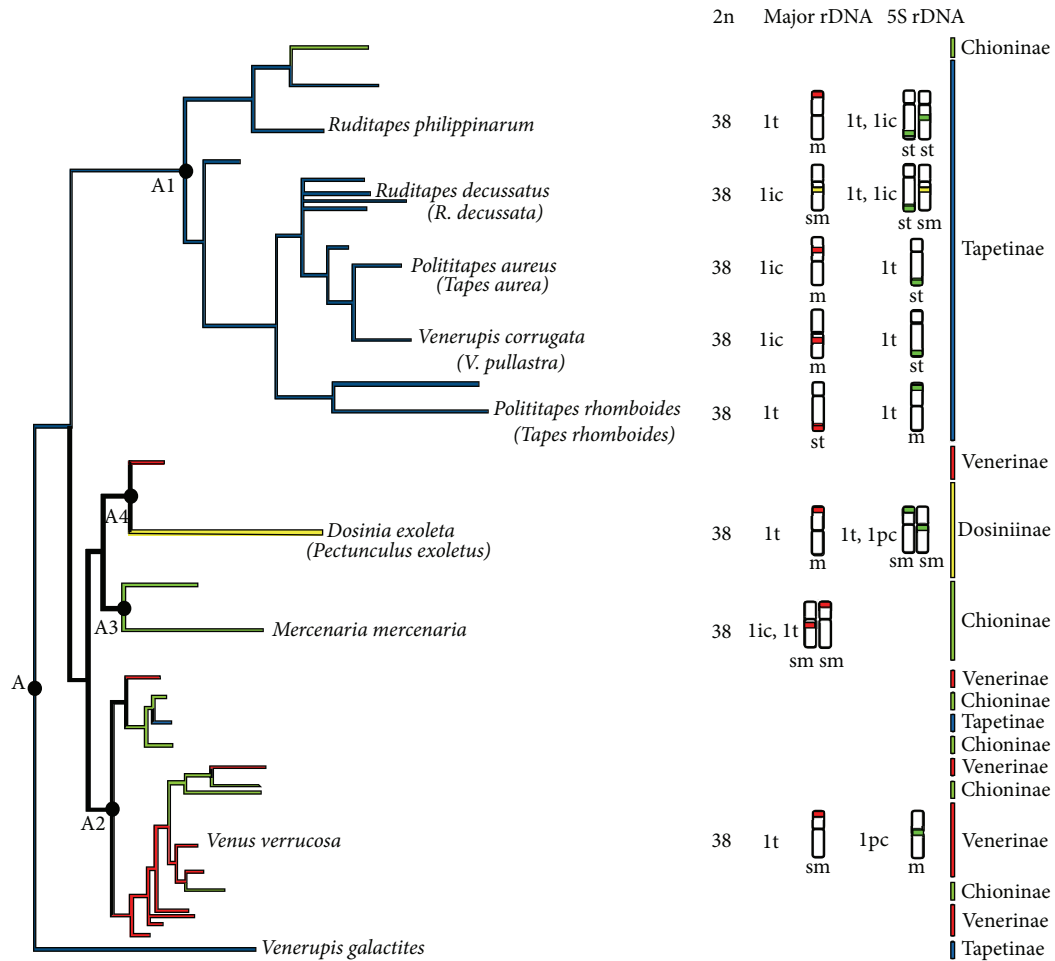 2n Major rDNA 5S rDNA
Chioninae
Ruditapes philippinarum 38 1t m 1t, 1ic st st
A1
Ruditapes decussatus 38 1ic sm 1t, 1ic st sm
(R. decussata)
Tapetinae
Polititapes aureus 38 1ic m 1t st
(Tapes aurea)
Venerupis corrugata 38 1ic m 1t st
(V. pullastra)
Polititapes rhomboides 38 1t st 1t m
(Tapes rhomboides)
Venerinae
A4
Dosinia exoleta 38 1t m 1t, 1pc sm sm Dosiniinae
(Pectunculus exoletus)
A3
Mercenaria mercenaria 38 1ic, 1t sm sm Chioninae
A
Venerinae
Chioninae
Tapetinae
Chioninae
Venerinae
Chioninae
A2
Venus verrucosa 38 1t sm 1pc m Venerinae
Chioninae
Venerinae
Venerupis galactites Tapetinae